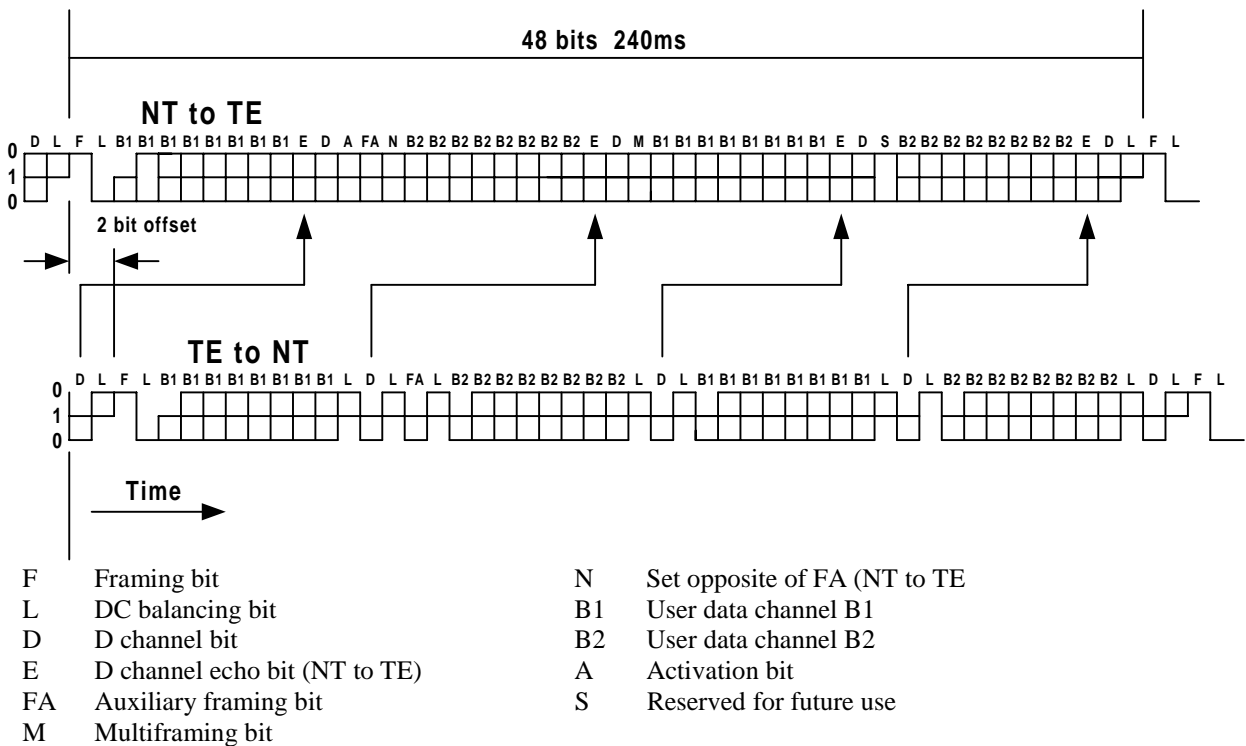 48 bits 240ms
NT to TE
D L F L B1 B1 B1 B1 B1 B1 B1 B1 E D A FA N B2 B2 B2 B2 B2 B2 B2 B2 E D M B1 B1 B1 B1 B1 B1 B1 B1 E D S B2 B2 B2 B2 B2 B2 B2 B2 E D L F L
0
1
0
2 bit offset
TE to NT
D L F L B1 B1 B1 B1 B1 B1 B1 B1 L D L FA L B2 B2 B2 B2 B2 B2 B2 B2 L D L B1 B1 B1 B1 B1 B1 B1 B1 L D L B2 B2 B2 B2 B2 B2 B2 B2 L D L F L
0
1
0
Time
F Framing bit
L DC balancing bit
D D channel bit
E D channel echo bit (NT to TE)
FA Auxiliary framing bit
M Multiframing bit
N Set opposite of FA (NT to TE
B1 User data channel B1
B2 User data channel B2
A Activation bit
S Reserved for future use